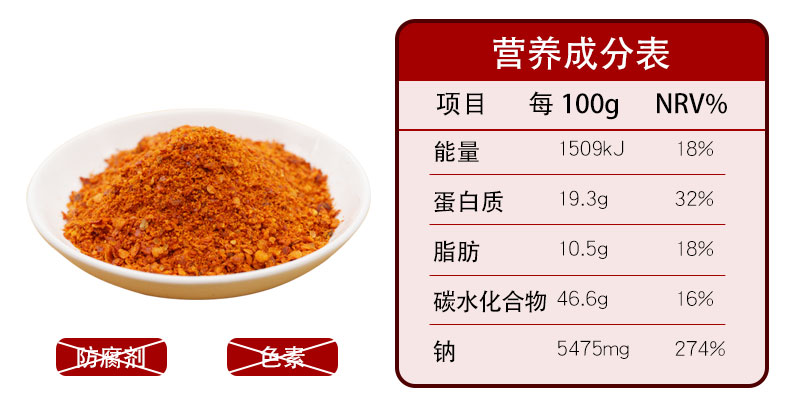 营养成分表
项目 每 100g NRV%
能量 1509kJ 18%
蛋白质 19.3g 32%
脂肪 10.5g 18%
碳水化合物 46.6g 16%
钠 5475mg 274%
防腐剂 色素